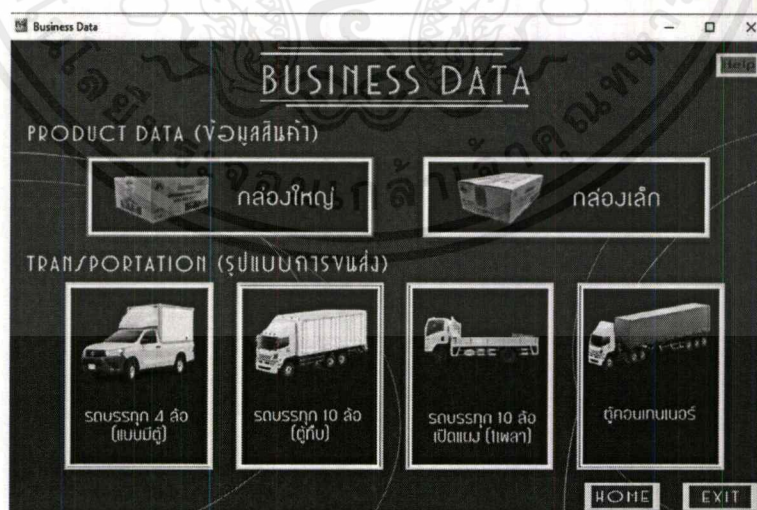 Business Data
BUSINESS DATA
Help
PRODUCT DATA (ข้อมูลสินค้า)
กล่องใหญ่
กล่องเล็ก
TRANSPORTATION (รูปแบบการขนส่ง)
รถบรรทุก 4 ล้อ
(แบบมีตู้)
รถบรรทุก 10 ล้อ
(ตู้ทึบ)
รถบรรทุก 10 ล้อ
เปิดแผง (1เพลา)
ตู้คอนเทนเนอร์
HOME
EXIT